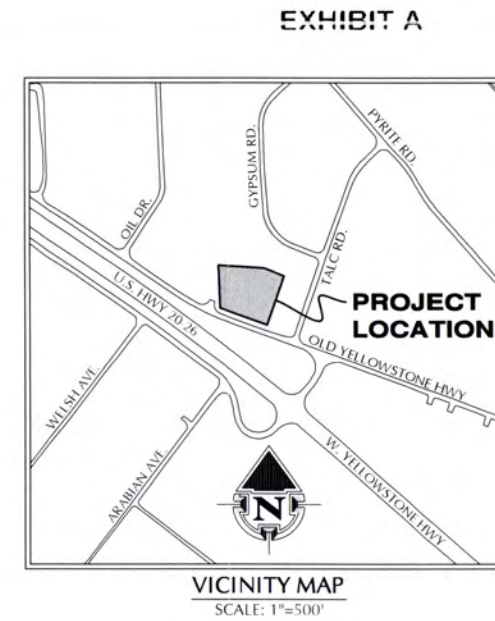 EXHIBIT A
PYRITE RD.
GYPSUM RD.
OIL DR.
TALC RD.
U.S. HWY 20 26
PROJECT
LOCATION
OLD YELLOWSTONE HWY
WELSH AVE.
ARABIAN AVE.
W. YELLOWSTONE HWY
N
VICINITY MAP
SCALE: 1"=500'